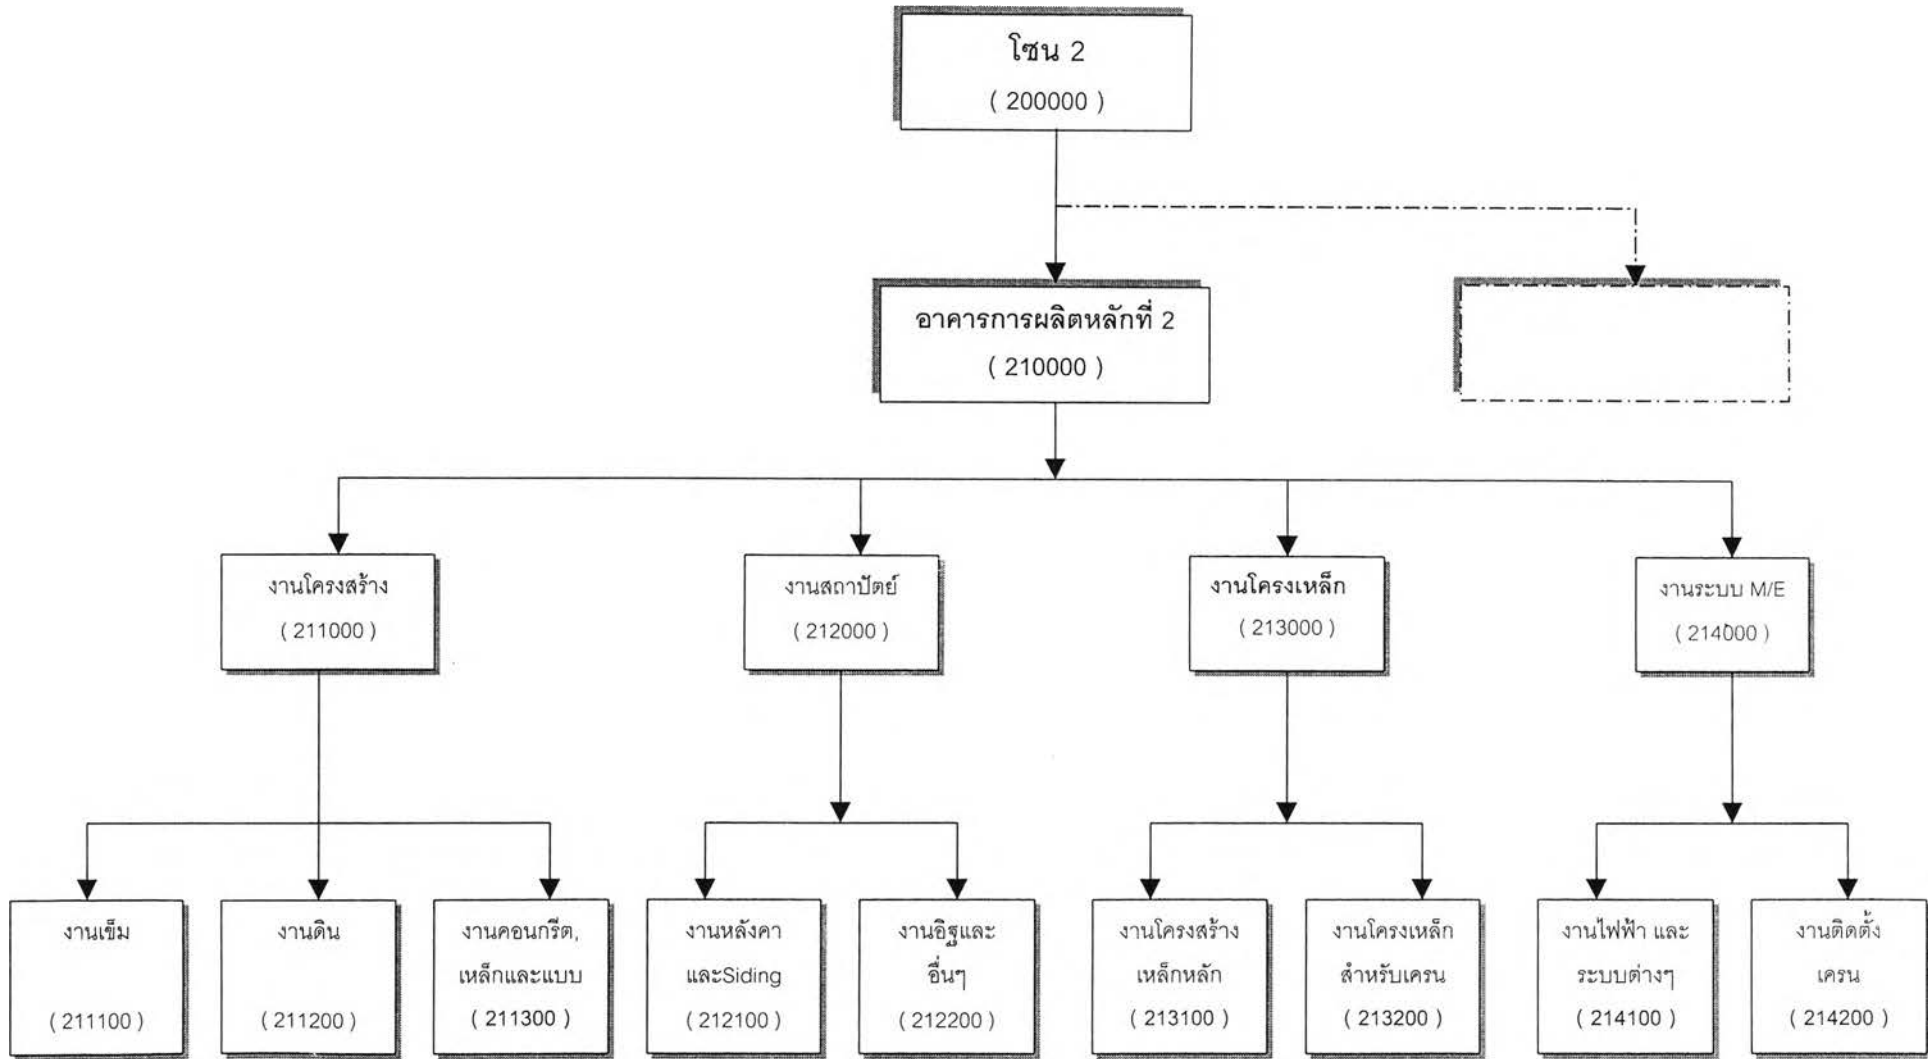 โซน 2
( 200000 )
อาคารการผลิตหลักที่ 2
( 210000 )
งานโครงสร้าง
( 211000 )
งานสถาปัตย์
( 212000 )
งานโครงเหล็ก
( 213000 )
งานระบบ M/E
( 214000 )
งานเข็ม
( 211100 )
งานดิน
( 211200 )
งานคอนกรีต,
เหล็กและแบบ
( 211300 )
งานหลังคา
และSiding
( 212100 )
งานอิฐและ
อื่นๆ
( 212200 )
งานโครงสร้าง
เหล็กหลัก
( 213100 )
งานโครงเหล็ก
สำหรับเครน
( 213200 )
งานไฟฟ้า และ
ระบบต่างๆ
( 214100 )
งานติดตั้ง
เครน
( 214200 )